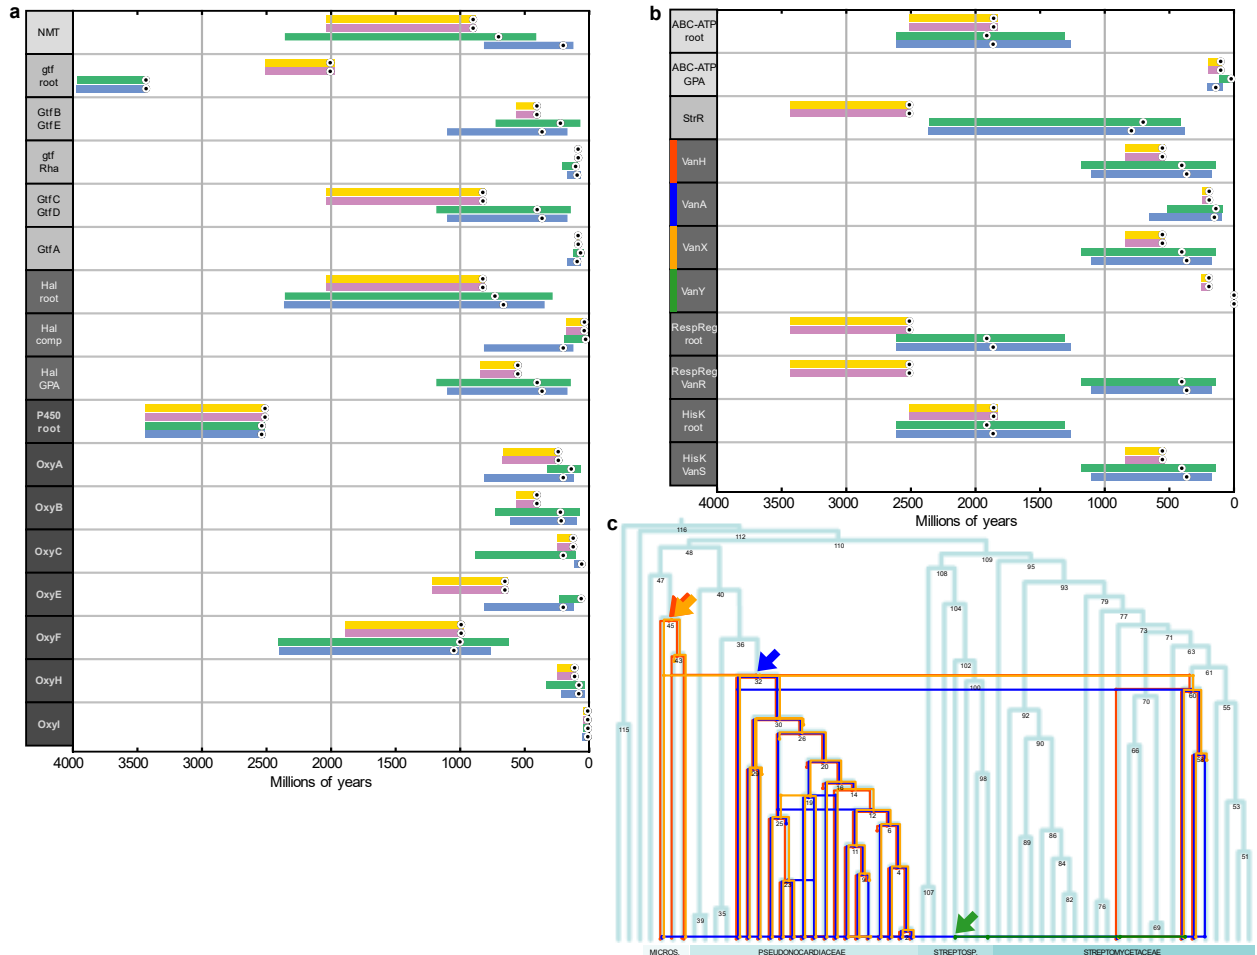 a
NMT
gtf
root
GtfB
GtfE
gtf
Rha
GtfC
GtfD
GtfA
Hal
root
Hal
comp
Hal
GPA
P450
root
OxyA
OxyB
OxyC
OxyE
OxyF
OxyH
OxyI
4000 3000 2500 2000 1500 1000 500 0
Millions of years
b
ABC-ATP
root
ABC-ATP
GPA
StrR
VanH
VanA
VanX
VanY
RespReg
root
RespReg
VanR
HisK
root
HisK
VanS
4000 3000 2500 2000 1500 1000 500 0
Millions of years
c
116
112
110
48
109
95
108
47
93
40
79
104
77
45
73
71
36
63
43
102
61
32
100
60
70
55
92
30
115
26
90
66
58
20
29
98
16
14
19
53
12
25
6
86
89
11
51
84
4
9
23
107
82
76
35
39
69
2
MICROS. PSEUDONOCARDIACEAE STREPTOSP. STREPTOMYCETACEAE